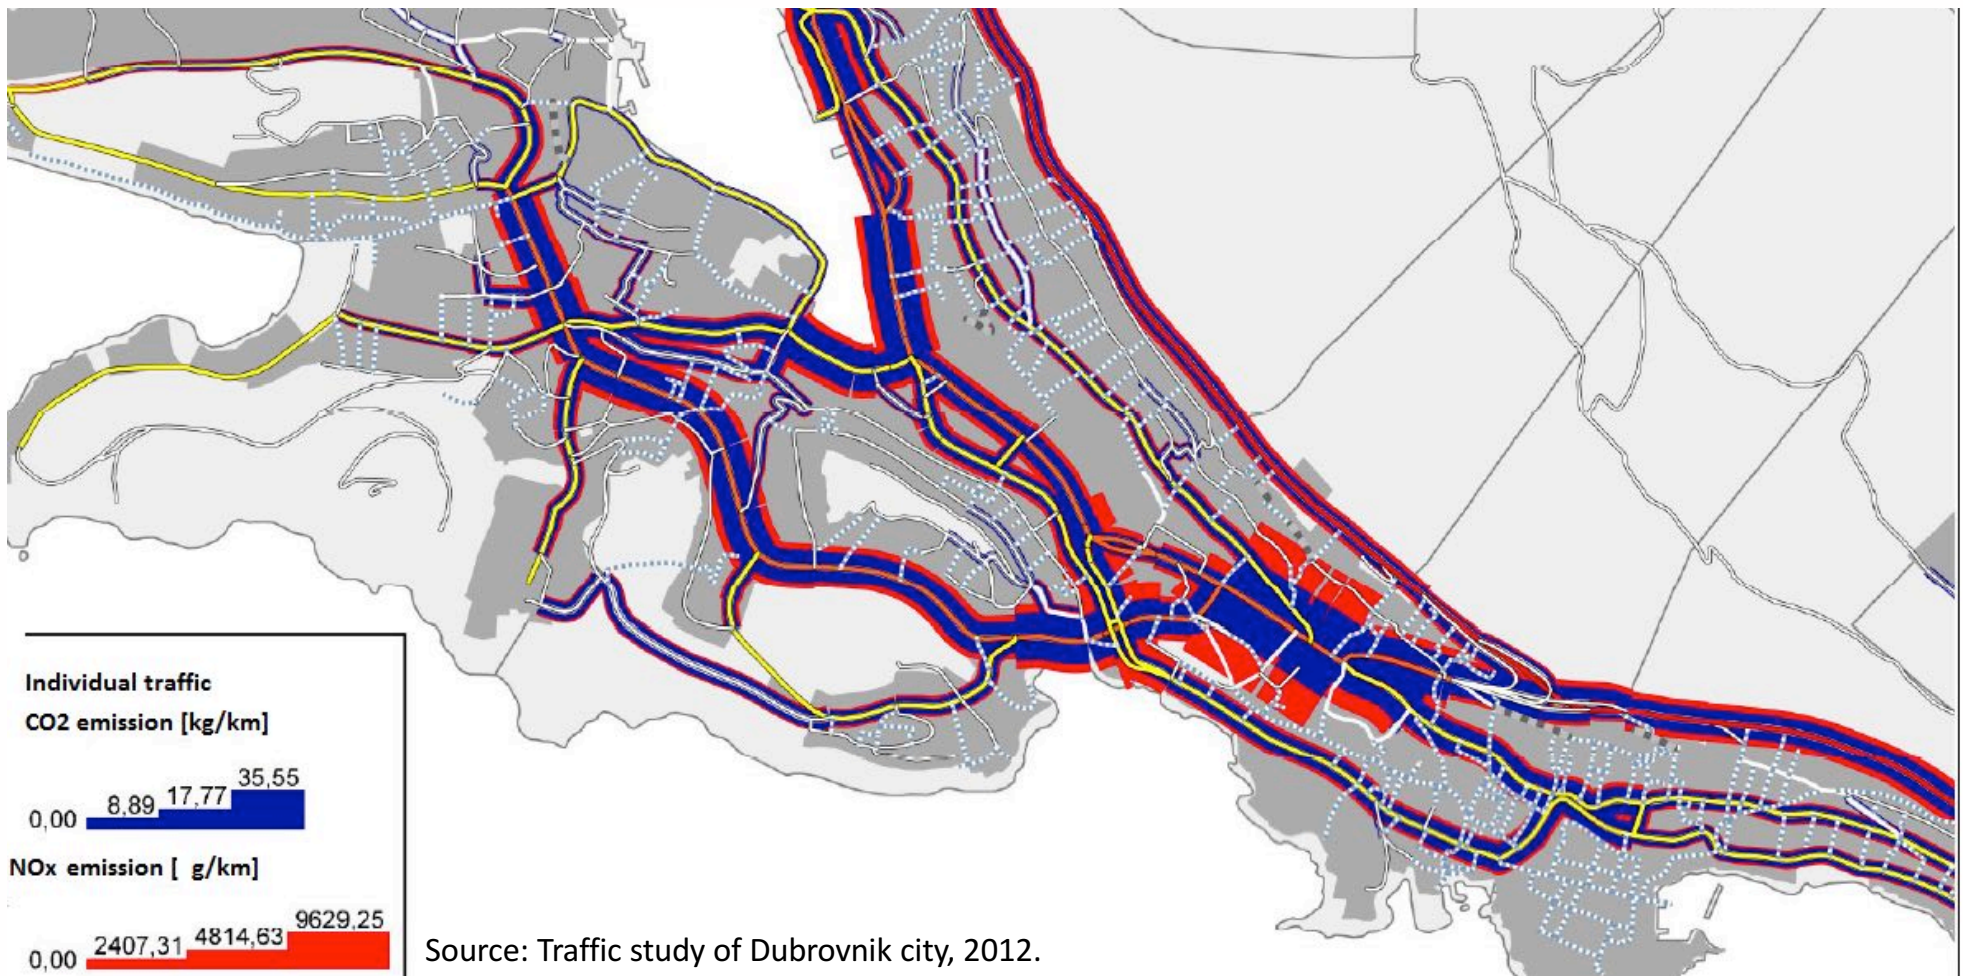 Individual traffic
CO2 emission [kg/km]
0,00 8,89 17,77 35,55
NOx emission [ g/km]
0,00 2407,31 4814,63 9629,25
Source: Traffic study of Dubrovnik city, 2012.